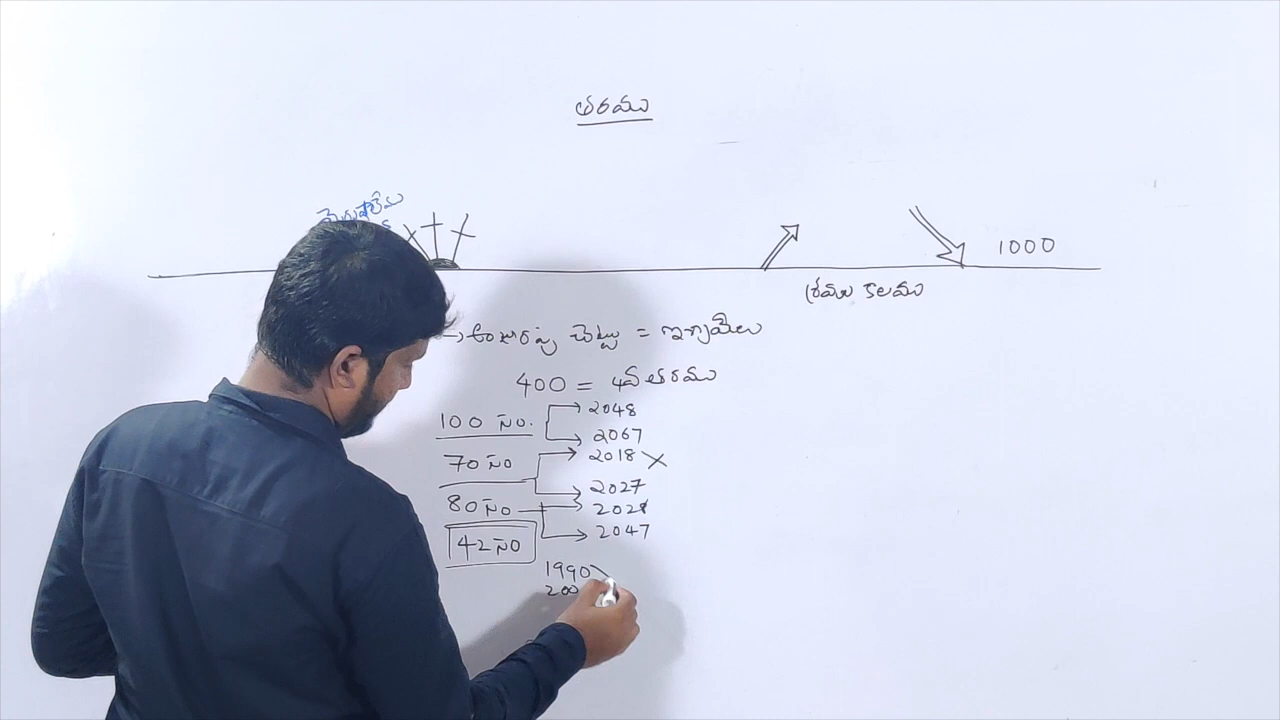 తరము
1000
శ్రమల కాలము
→ అంజూరపు చెట్టు = ఇశ్రాయేలు
400 = 4వ తరము
100 సం. 2048
2067
70 సం 2018 X
2027
80 సం 2028
2047
42 సం
1990
200